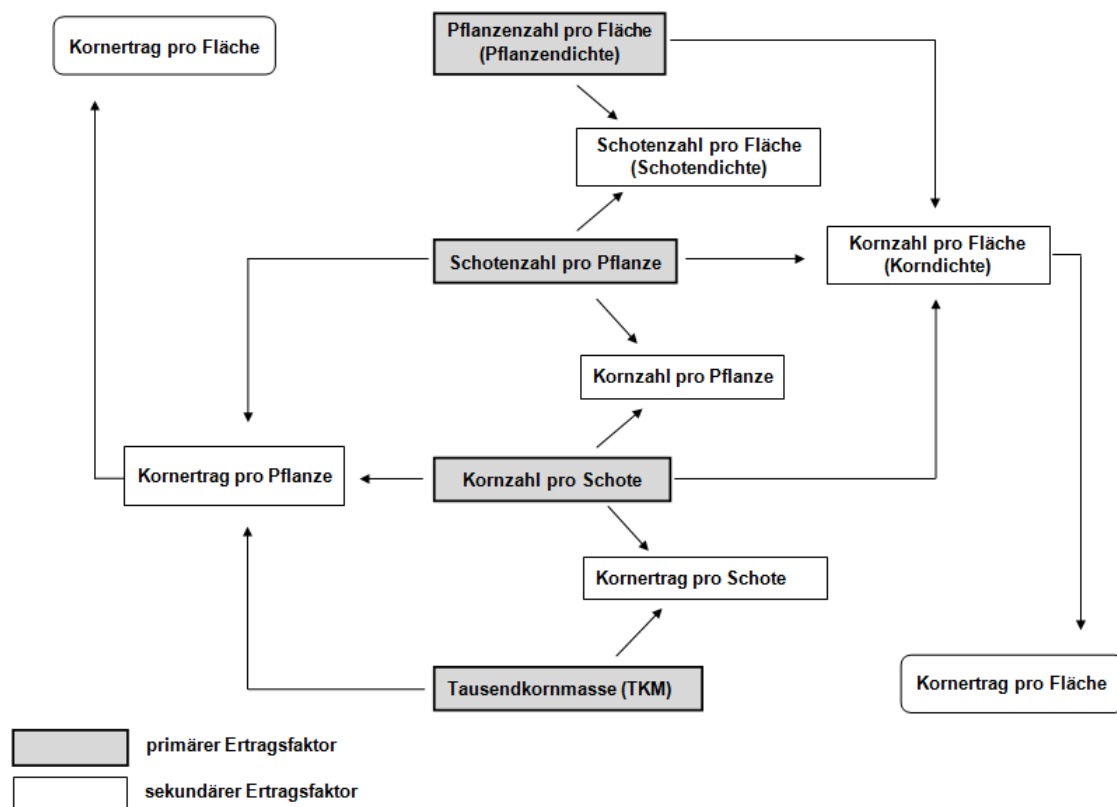 Kornertrag pro Fläche
Pflanzenzahl pro Fläche
(Pflanzendichte)
Schotenzahl pro Fläche
(Schotendichte)
Schotenzahl pro Pflanze
Kornzahl pro Fläche
(Korndichte)
Kornzahl pro Pflanze
Kornertrag pro Pflanze
Kornzahl pro Schote
Kornertrag pro Schote
Tausendkornmasse (TKM)
Kornertrag pro Fläche
primärer Ertragsfaktor
sekundärer Ertragsfaktor